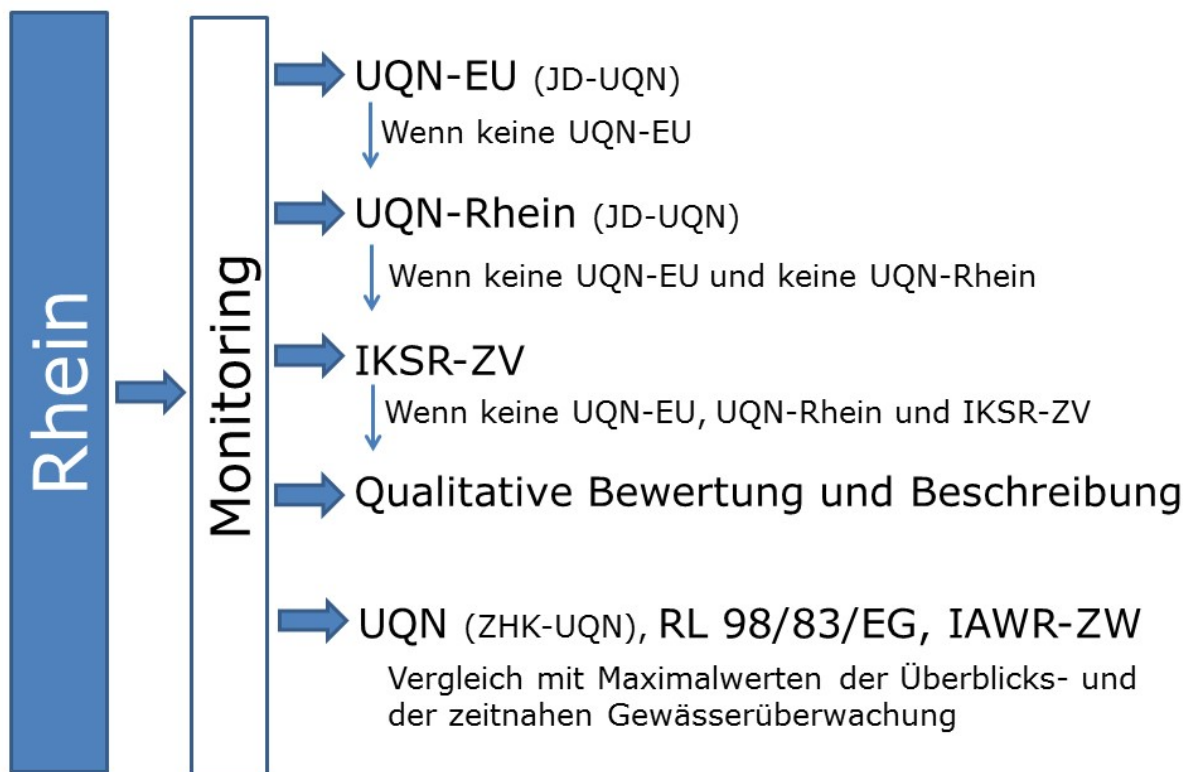 Rhein
Monitoring
UQN-EU (JD-UQN)
Wenn keine UQN-EU
UQN-Rhein (JD-UQN)
Wenn keine UQN-EU und keine UQN-Rhein
IKSR-ZV
Wenn keine UQN-EU, UQN-Rhein und IKSR-ZV
Qualitative Bewertung und Beschreibung
UQN (ZHK-UQN), RL 98/83/EG, IAWR-ZW
Vergleich mit Maximalwerten der Überblicks- und
der zeitnahen Gewässerüberwachung